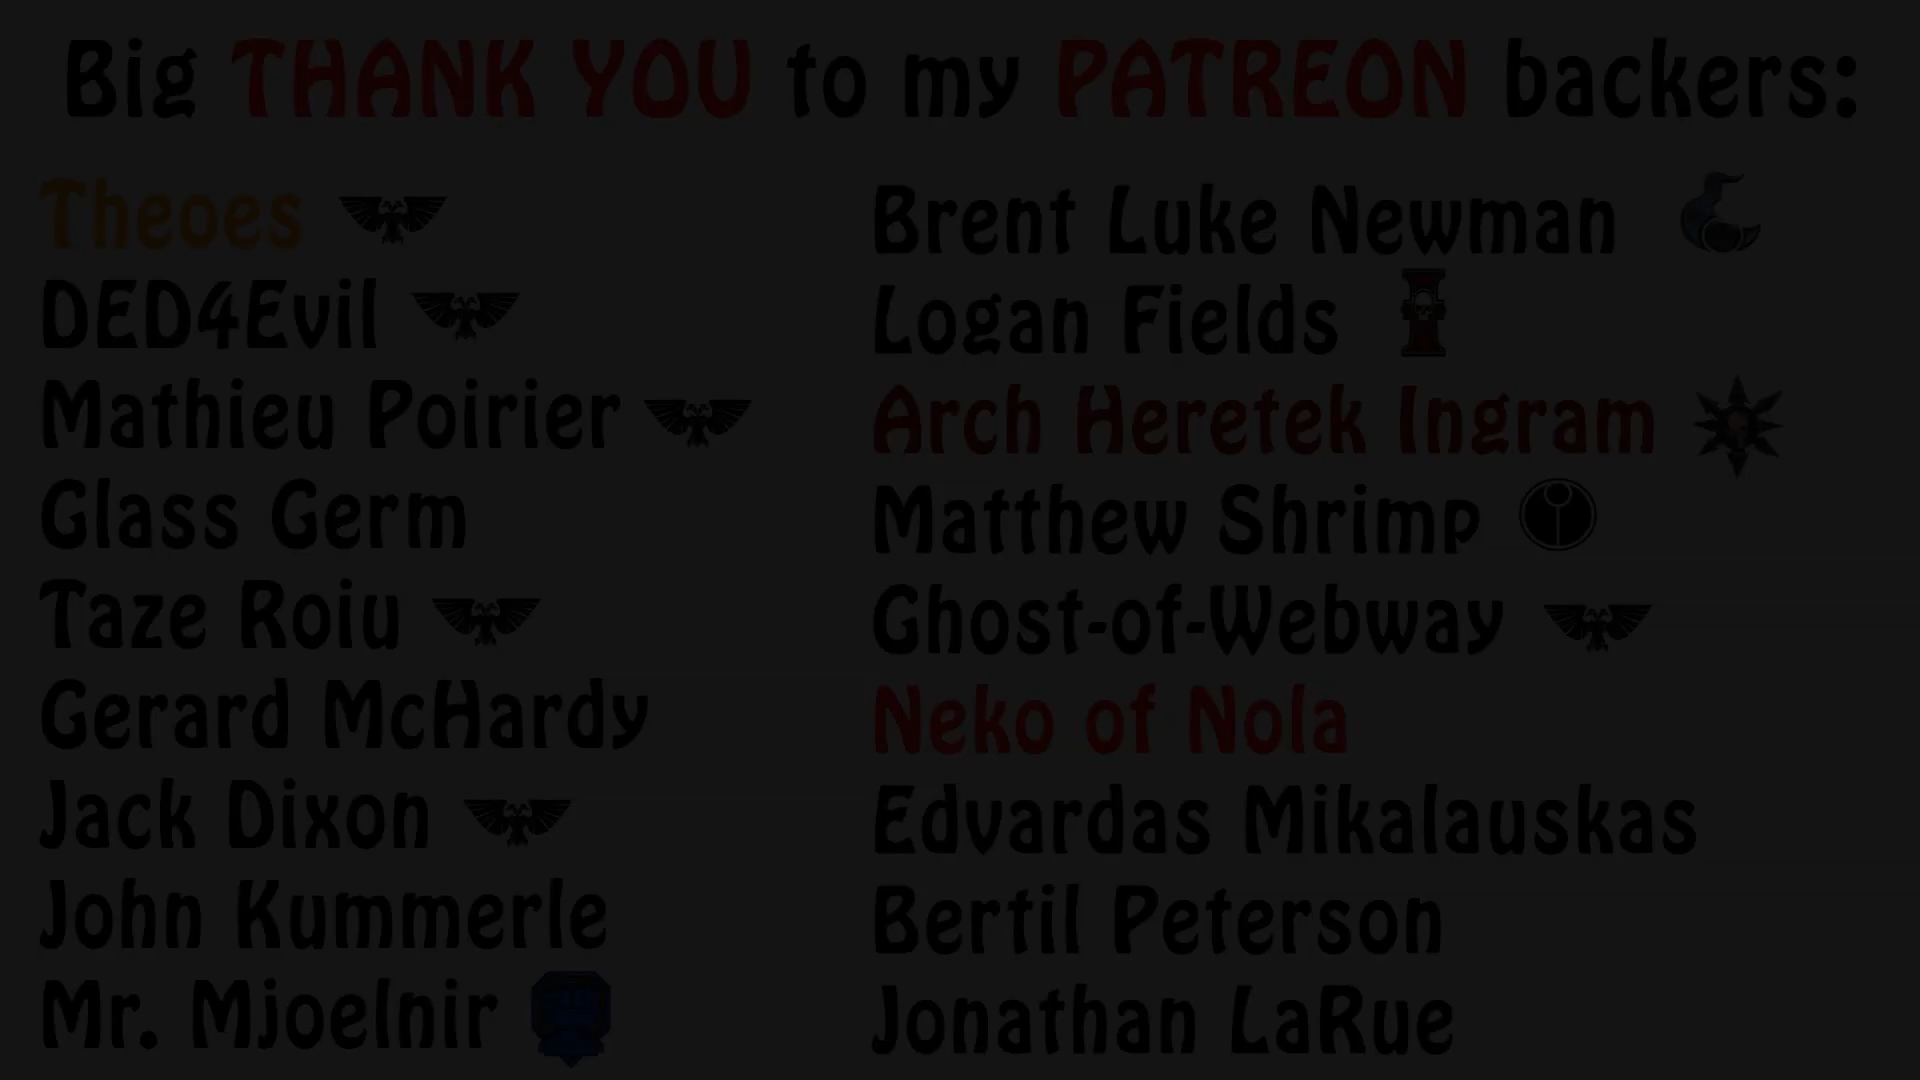 Big THANK YOU to my PATREON backers:
Theoes
DED4Evil
Mathieu Poirier
Glass Germ
Taze Roiu
Gerard McHardy
Jack Dixon
John Kummerle
Mr. Mjoelnir
Brent Luke Newman
Logan Fields
Arch Heretek Ingram
Matthew Shrimp
Ghost-of-Webway
Neko of Nola
Edvardas Mikalauskas
Bertil Peterson
Jonathan LaRue